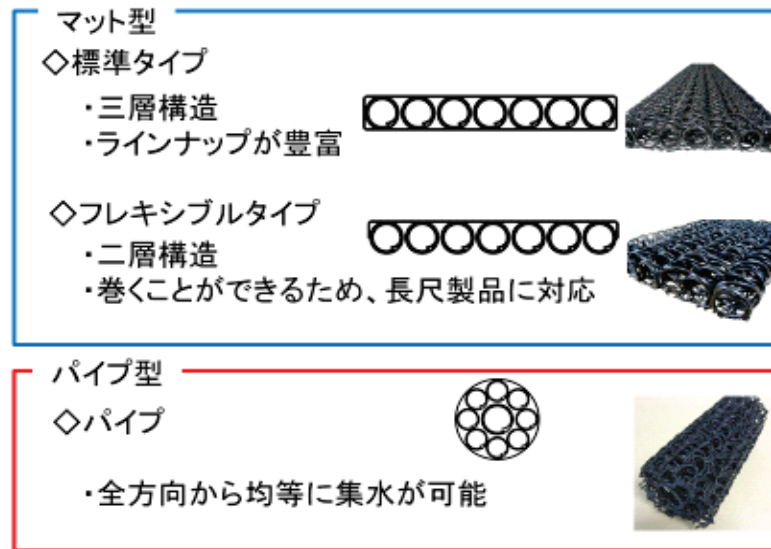 マット型
◇標準タイプ
・三層構造
・ラインナップが豊富
◇フレキシブルタイプ
・二層構造
・巻くことができるため、長尺製品に対応
パイプ型
◇パイプ
・全方向から均等に集水が可能